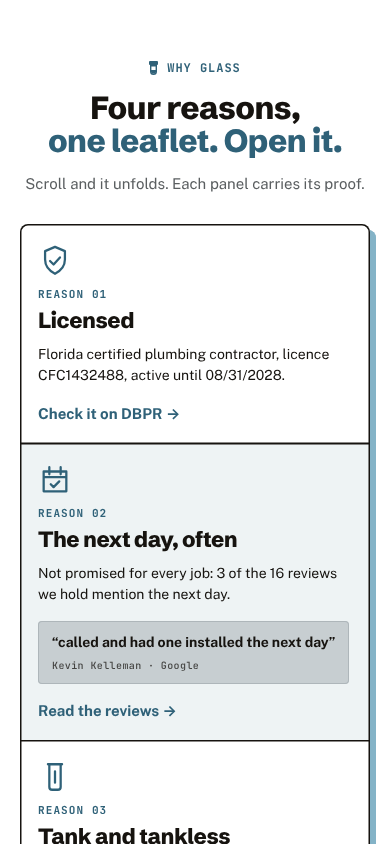 WHY GLASS
Four reasons,
one leaflet. Open it.
Scroll and it unfolds. Each panel carries its proof.
REASON 01
Licensed
Florida certified plumbing contractor, licence
CFC1432488, active until 08/31/2028.
Check it on DBPR →
REASON 02
The next day, often
Not promised for every job: 3 of the 16 reviews
we hold mention the next day.
“called and had one installed the next day”
Kevin Kelleman · Google
Read the reviews →
REASON 03
Tank and tankless